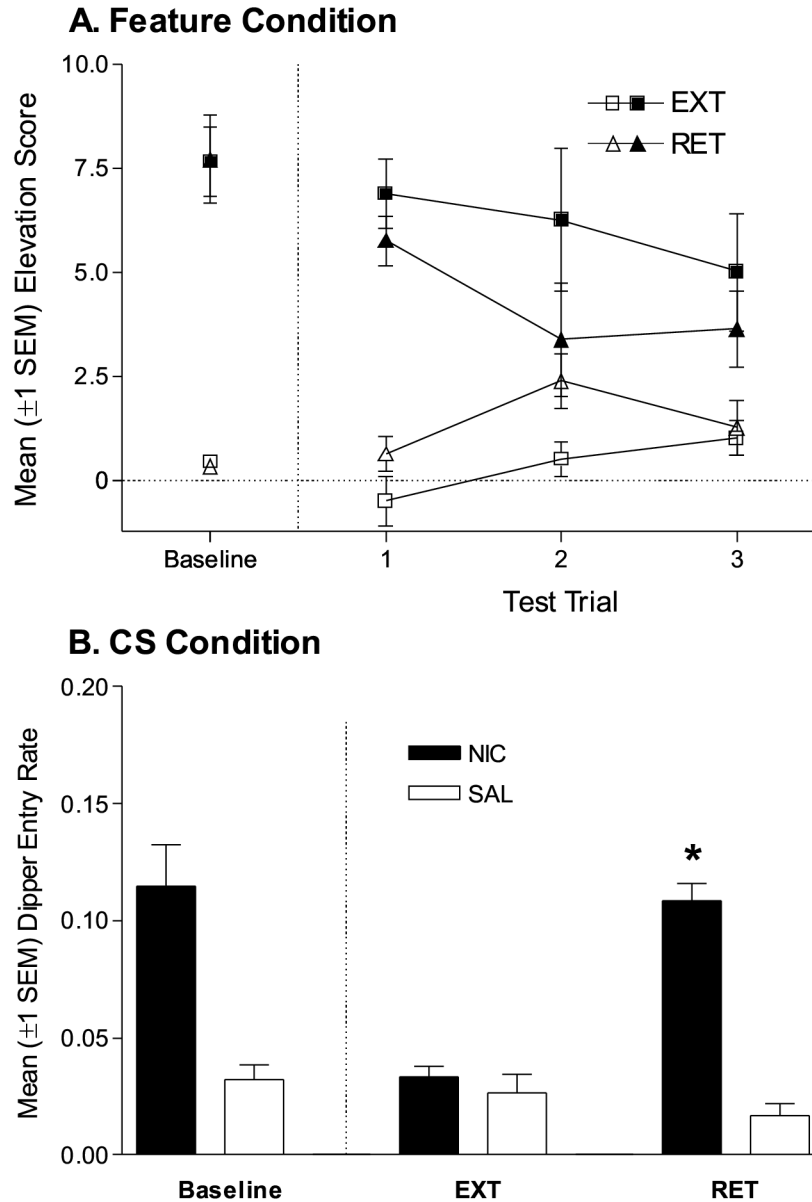 A. Feature Condition
10.0
7.5
5.0
2.5
0
Mean (±1 SEM) Elevation Score
EXT
RET
Baseline
1
2
3
Test Trial
B. CS Condition
0.20
0.15
0.10
0.05
0.00
Mean (±1 SEM) Dipper Entry Rate
NIC
SAL
*
Baseline
EXT
RET